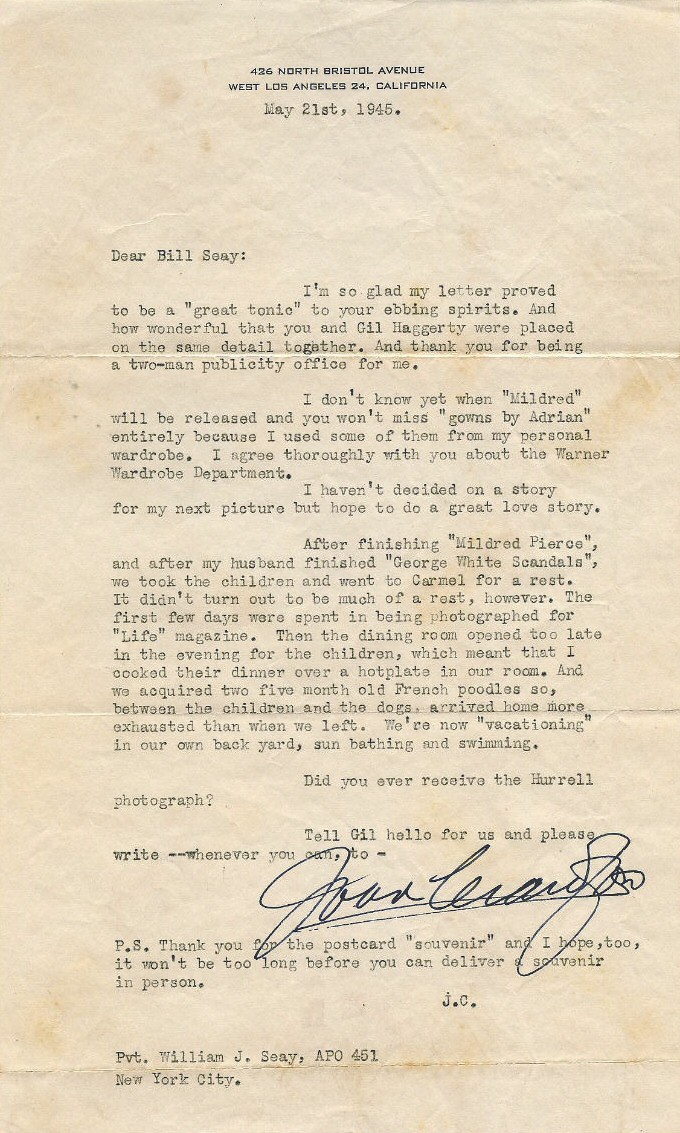 426 NORTH BRISTOL AVENUE
WEST LOS ANGELES 24, CALIFORNIA
May 21st, 1945.
Dear Bill Seay:
I'm so glad my letter proved
to be a "great tonic" to your ebbing spirits. And
how wonderful that you and Gil Haggerty were placed
on the same detail together. And thank you for being
a two-man publicity office for me.
I don't know yet when "Mildred"
will be released and you won't miss "gowns by Adrian"
entirely because I used some of them from my personal
wardrobe. I agree thoroughly with you about the Warner
Wardrobe Department.
I haven't decided on a story
for my next picture but hope to do a great love story.
After finishing "Mildred Pierce",
and after my husband finished "George White Scandals",
we took the children and went to Carmel for a rest.
It didn't turn out to be much of a rest, however. The
first few days were spent in being photographed for
"Life" magazine. Then the dining room opened too late
in the evening for the children, which meant that I
cooked their dinner over a hotplate in our room. And
we acquired two five month old French poodles so,
between the children and the dogs, arrived home more
exhausted than when we left. We're now "vacationing"
in our own back yard, sun bathing and swimming.
Did you ever receive the Hurrell
photograph?
Tell Gil hello for us and please
write --whenever you can, to -
Joan Crawford
P.S. Thank you for the postcard "souvenir" and I hope,too,
it won't be too long before you can deliver a souvenir
in person.
J.C.
Pvt. William J. Seay, APO 451
New York City.